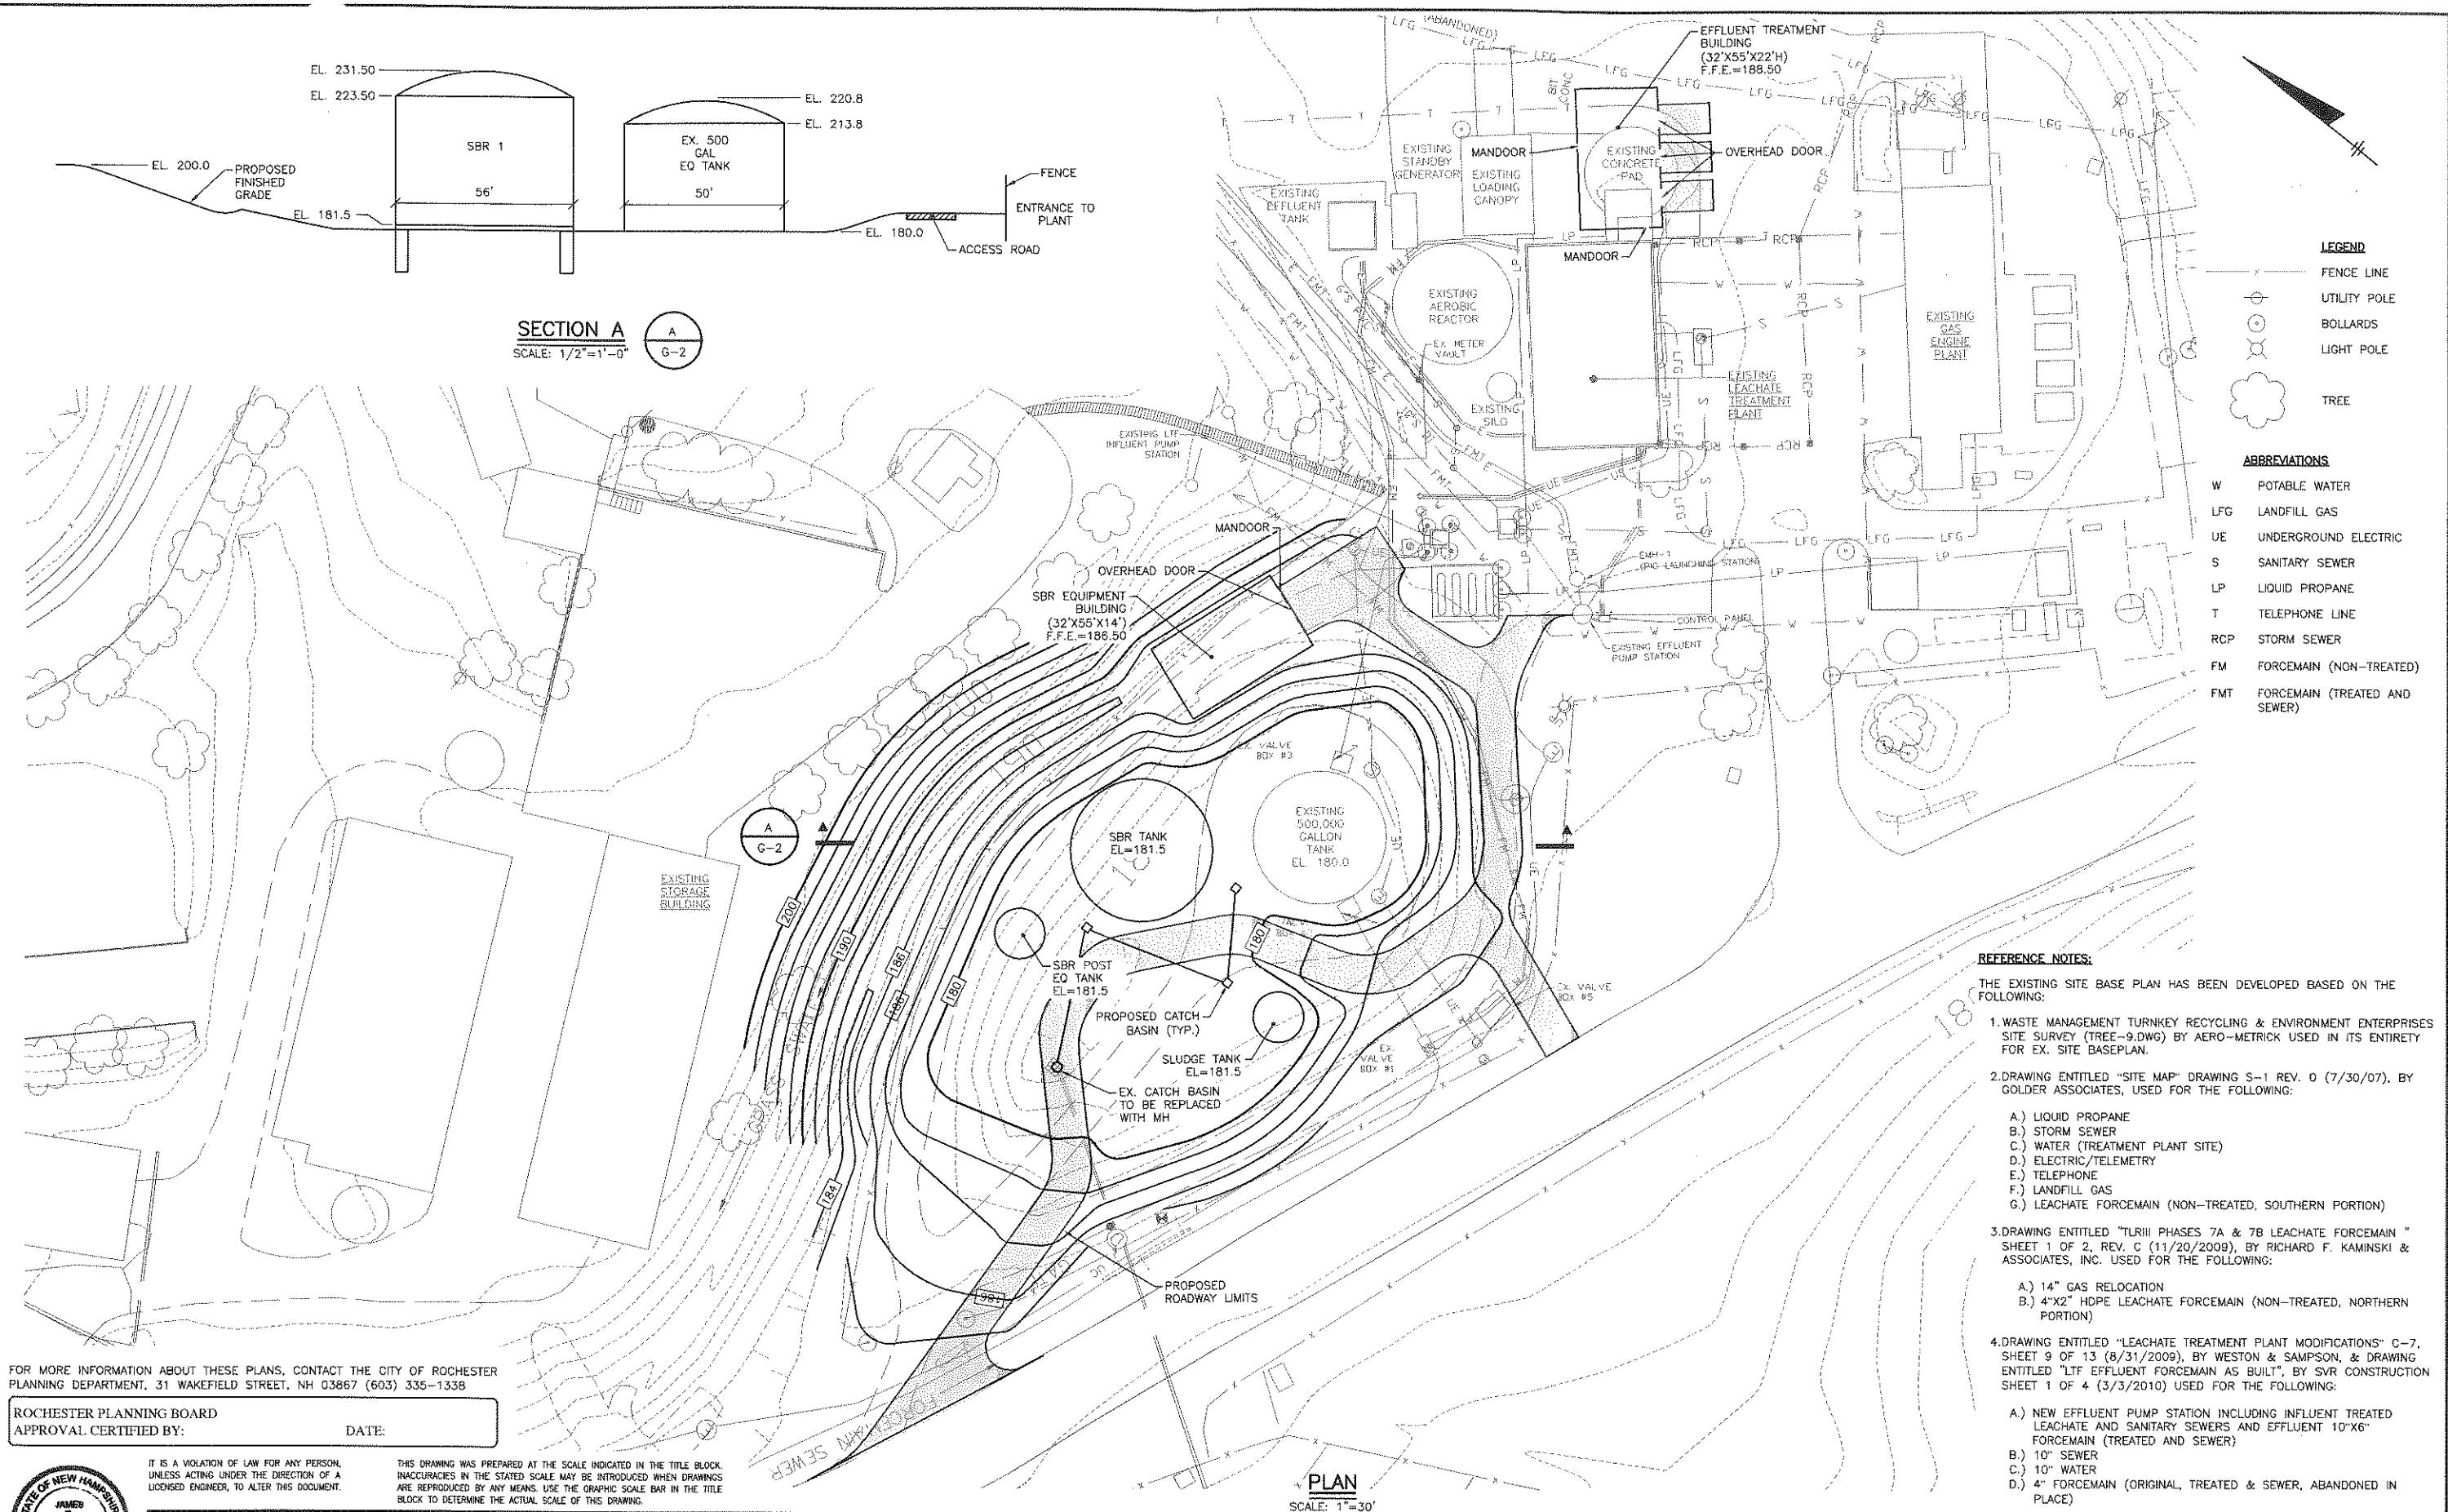 EL. 231.50
EL. 223.50
EL. 220.8
EL. 213.8
SBR 1
EX. 500
GAL
EQ TANK
56'
50'
EL. 200.0
PROPOSED
FINISHED
GRADE
EL. 181.5
FENCE
ENTRANCE TO
PLANT
EL. 180.0
ACCESS ROAD
SECTION A
SCALE: 1/2"=1'-0"
A
G-2
LFG
(ABANDONED)
EFFLUENT TREATMENT
BUILDING
(32'X55'X22'H)
F.F.E.=188.50
BIT
CONC
MANDOOR
OVERHEAD DOOR
EXISTING
CONCRETE
PAD
EXISTING
STANDBY
GENERATOR
EXISTING
LOADING
CANOPY
EXISTING
EFFLUENT
TANK
MANDOOR
EXISTING
AEROBIC
REACTOR
EX METER
VAULT
EXISTING
SILO
EXISTING
LEACHATE
TREATMENT
PLANT
EXISTING
GAS
ENGINE
PLANT
LEGEND
FENCE LINE
UTILITY POLE
BOLLARDS
LIGHT POLE
TREE
ABBREVIATIONS
W POTABLE WATER
LFG LANDFILL GAS
UE UNDERGROUND ELECTRIC
S SANITARY SEWER
LP LIQUID PROPANE
T TELEPHONE LINE
RCP STORM SEWER
FM FORCEMAIN (NON-TREATED)
FMT FORCEMAIN (TREATED AND
SEWER)
EXISTING LTF
INFLUENT PUMP
STATION
MANDOOR
OVERHEAD DOOR
SBR EQUIPMENT
BUILDING
(32'X55'X14')
F.F.E.=186.50
EMH-1
(PIG LAUNCHING STATION)
CONTROL PANEL
EXISTING EFFLUENT
PUMP STATION
EX. VALVE
BOX #3
SBR TANK
EL=181.5
EXISTING
500,000
GALLON
TANK
EL. 180.0
A
G-2
A
A
EXISTING
STORAGE
BUILDING
200
190
186
186
180
180
SBR POST
EQ TANK
EL=181.5
PROPOSED CATCH
BASIN (TYP.)
SLUDGE TANK
EL=181.5
EX. CATCH BASIN
TO BE REPLACED
WITH MH
EX. VALVE
BOX #5
EX.
VALVE
BOX #1
GRASS SWALE
184
186
PROPOSED
ROADWAY LIMITS
SEWER FORCEMAIN
PLAN
SCALE: 1"=30'
REFERENCE NOTES:
THE EXISTING SITE BASE PLAN HAS BEEN DEVELOPED BASED ON THE
FOLLOWING:
1. WASTE MANAGEMENT TURNKEY RECYCLING & ENVIRONMENT ENTERPRISES
SITE SURVEY (TREE-9.DWG) BY AERO-METRICK USED IN ITS ENTIRETY
FOR EX. SITE BASEPLAN.
2.DRAWING ENTITLED "SITE MAP" DRAWING S-1 REV. 0 (7/30/07), BY
GOLDER ASSOCIATES, USED FOR THE FOLLOWING:
A.) LIQUID PROPANE
B.) STORM SEWER
C.) WATER (TREATMENT PLANT SITE)
D.) ELECTRIC/TELEMETRY
E.) TELEPHONE
F.) LANDFILL GAS
G.) LEACHATE FORCEMAIN (NON-TREATED, SOUTHERN PORTION)
3.DRAWING ENTITLED "TLRIII PHASES 7A & 7B LEACHATE FORCEMAIN "
SHEET 1 OF 2, REV. C (11/20/2009), BY RICHARD F. KAMINSKI &
ASSOCIATES, INC. USED FOR THE FOLLOWING:
A.) 14" GAS RELOCATION
B.) 4"X2" HDPE LEACHATE FORCEMAIN (NON-TREATED, NORTHERN
PORTION)
4.DRAWING ENTITLED "LEACHATE TREATMENT PLANT MODIFICATIONS" C-7,
SHEET 9 OF 13 (8/31/2009), BY WESTON & SAMPSON, & DRAWING
ENTITLED "LTF EFFLUENT FORCEMAIN AS BUILT", BY SVR CONSTRUCTION
SHEET 1 OF 4 (3/3/2010) USED FOR THE FOLLOWING:
A.) NEW EFFLUENT PUMP STATION INCLUDING INFLUENT TREATED
LEACHATE AND SANITARY SEWERS AND EFFLUENT 10"X6"
FORCEMAIN (TREATED AND SEWER)
B.) 10" SEWER
C.) 10" WATER
D.) 4" FORCEMAIN (ORIGINAL, TREATED & SEWER, ABANDONED IN
PLACE)
FOR MORE INFORMATION ABOUT THESE PLANS, CONTACT THE CITY OF ROCHESTER
PLANNING DEPARTMENT, 31 WAKEFIELD STREET, NH 03867 (603) 335-1338
ROCHESTER PLANNING BOARD
APPROVAL CERTIFIED BY: DATE:
IT IS A VIOLATION OF LAW FOR ANY PERSON,
UNLESS ACTING UNDER THE DIRECTION OF A
LICENSED ENGINEER, TO ALTER THIS DOCUMENT.
THIS DRAWING WAS PREPARED AT THE SCALE INDICATED IN THE TITLE BLOCK.
INACCURACIES IN THE STATED SCALE MAY BE INTRODUCED WHEN DRAWINGS
ARE REPRODUCED BY ANY MEANS. USE THE GRAPHIC SCALE BAR IN THE TITLE
BLOCK TO DETERMINE THE ACTUAL SCALE OF THIS DRAWING.
STATE OF NEW HAMPSHIRE
JAMES